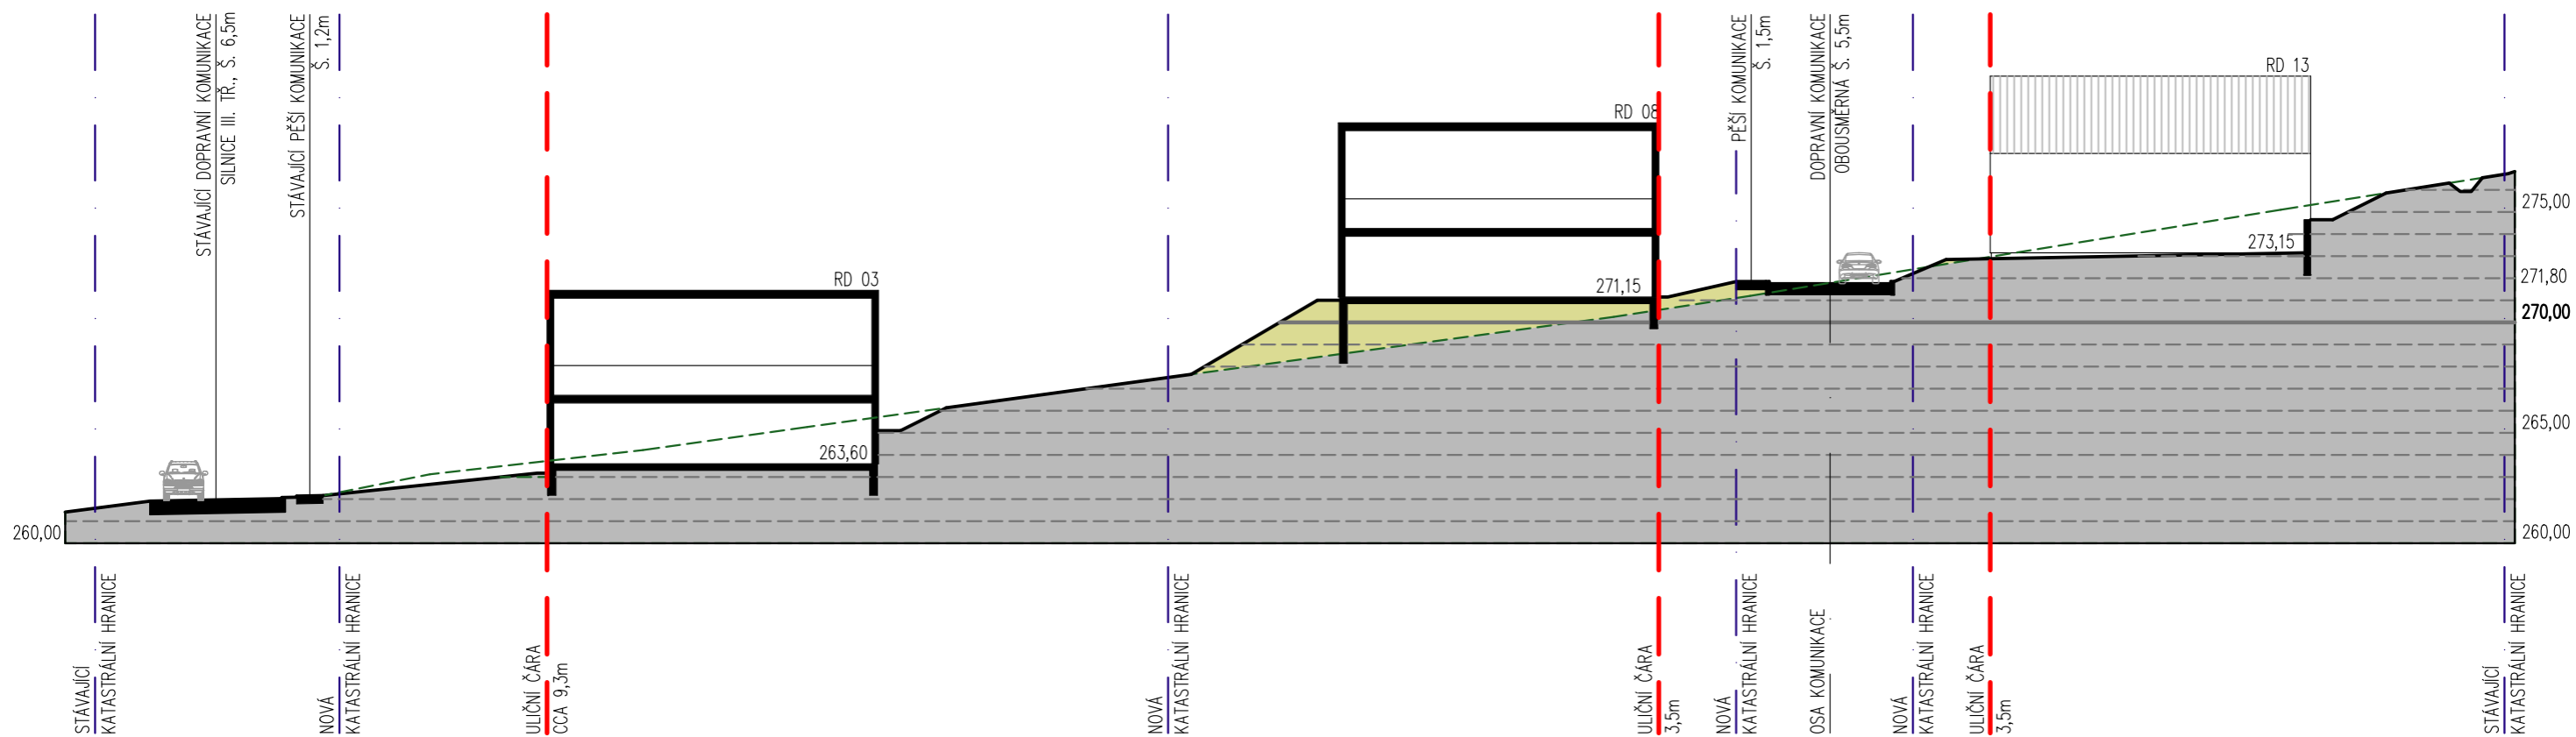 STÁVAJÍCÍ DOPRAVNÍ KOMUNIKACE
SILNICE III. TŘ., Š. 6,5m
STÁVAJÍCÍ PĚŠÍ KOMUNIKACE
Š. 1,2m
PĚŠÍ KOMUNIKACE
Š. 1,5m
DOPRAVNÍ KOMUNIKACE
OBOUSMĚRNÁ Š. 5,5m
RD 13
RD 08
RD 03
273,15
271,15
263,60
275,00
271,80
270,00
265,00
260,00
260,00
STÁVAJÍCÍ
KATASTRÁLNÍ HRANICE
NOVÁ
KATASTRÁLNÍ HRANICE
ULIČNÍ ČÁRA
CCA 9,3m
NOVÁ
KATASTRÁLNÍ HRANICE
ULIČNÍ ČÁRA
3,5m
NOVÁ
KATASTRÁLNÍ HRANICE
OSA KOMUNIKACE
NOVÁ
KATASTRÁLNÍ HRANICE
ULIČNÍ ČÁRA
3,5m
STÁVAJÍCÍ
KATASTRÁLNÍ HRANICE